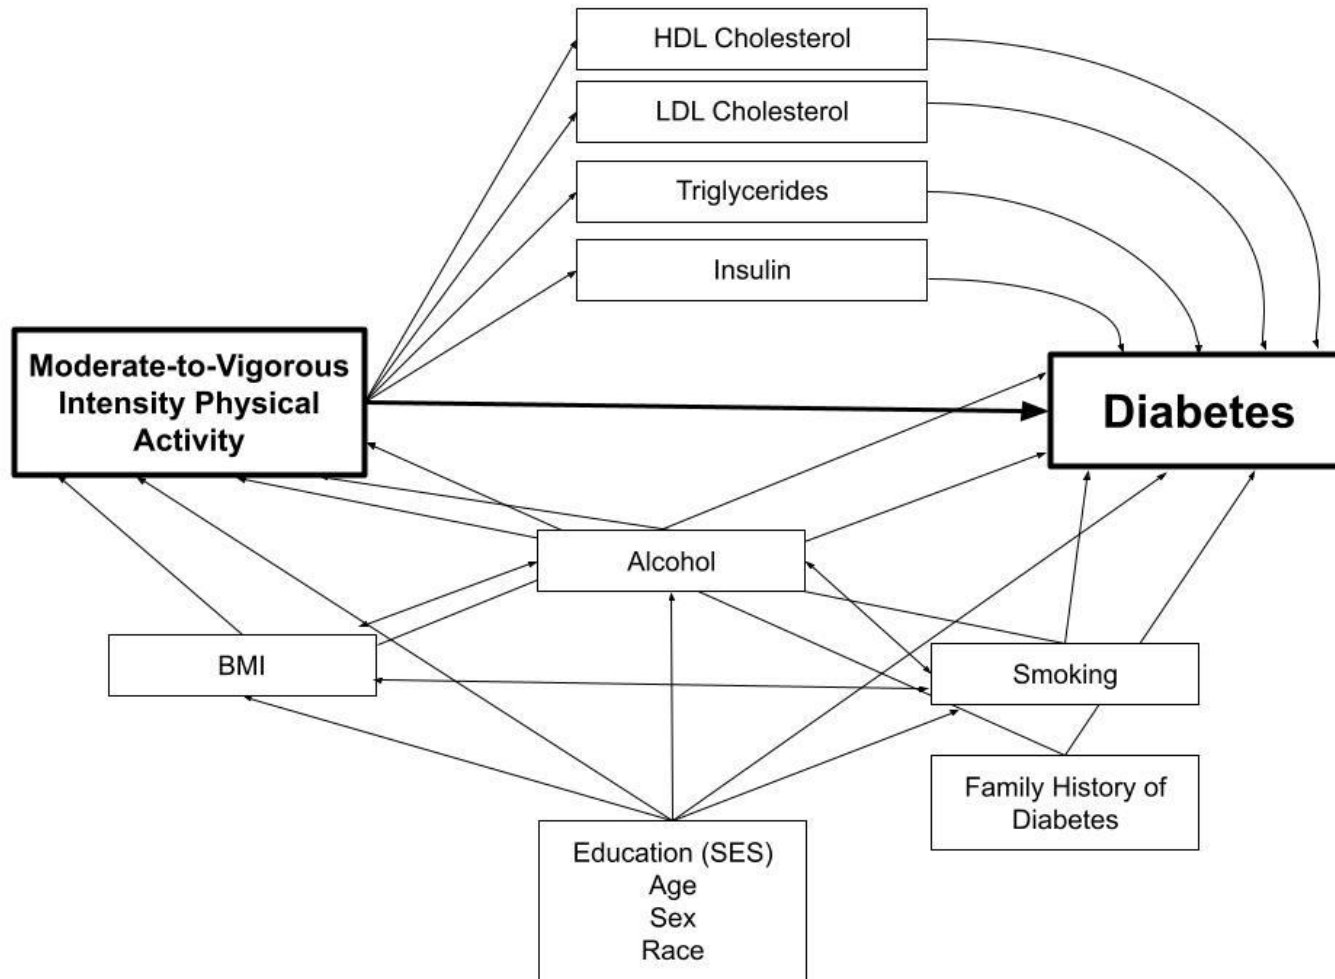 HDL Cholesterol
LDL Cholesterol
Triglycerides
Insulin
Moderate-to-Vigorous
Intensity Physical
Activity
Diabetes
Alcohol
BMI
Smoking
Family History of
Diabetes
Education (SES)
Age
Sex
Race